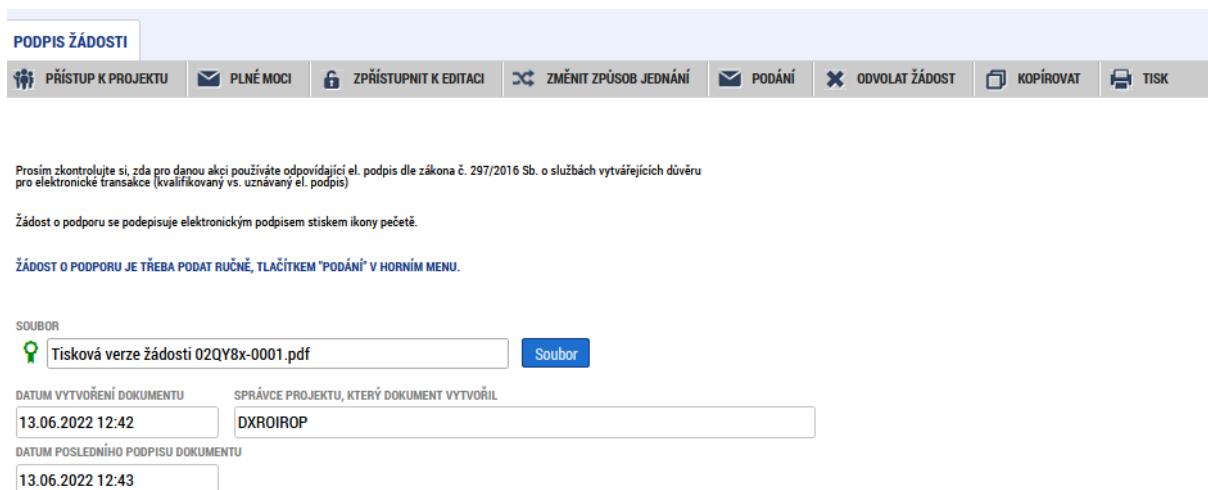 PODPIS ŽÁDOSTI
PŘÍSTUP K PROJEKTU PLNÉ MOCI ZPŘÍSTUPNIT K EDITACI ZMĚNIT ZPŮSOB JEDNÁNÍ PODÁNÍ ODVOLAT ŽÁDOST KOPÍROVAT TISK
Prosím zkontrolujte si, zda pro danou akci používáte odpovídající el. podpis dle zákona č. 297/2016 Sb. o službách vytvářejících důvěru
pro elektronické transakce (kvalifikovaný vs. uznávaný el. podpis)
Žádost o podporu se podepisuje elektronickým podpisem stiskem ikony pečetě.
ŽÁDOST O PODPORU JE TŘEBA PODAT RUČNĚ, TLAČÍTKEM "PODÁNÍ" V HORNÍM MENU.
SOUBOR
Tisková verze žádosti 02QY8x-0001.pdf Soubor
DATUM VYTVOŘENÍ DOKUMENTU SPRÁVCE PROJEKTU, KTERÝ DOKUMENT VYTVOŘIL
13.06.2022 12:42 DXROIROP
DATUM POSLEDNÍHO PODPISU DOKUMENTU
13.06.2022 12:43